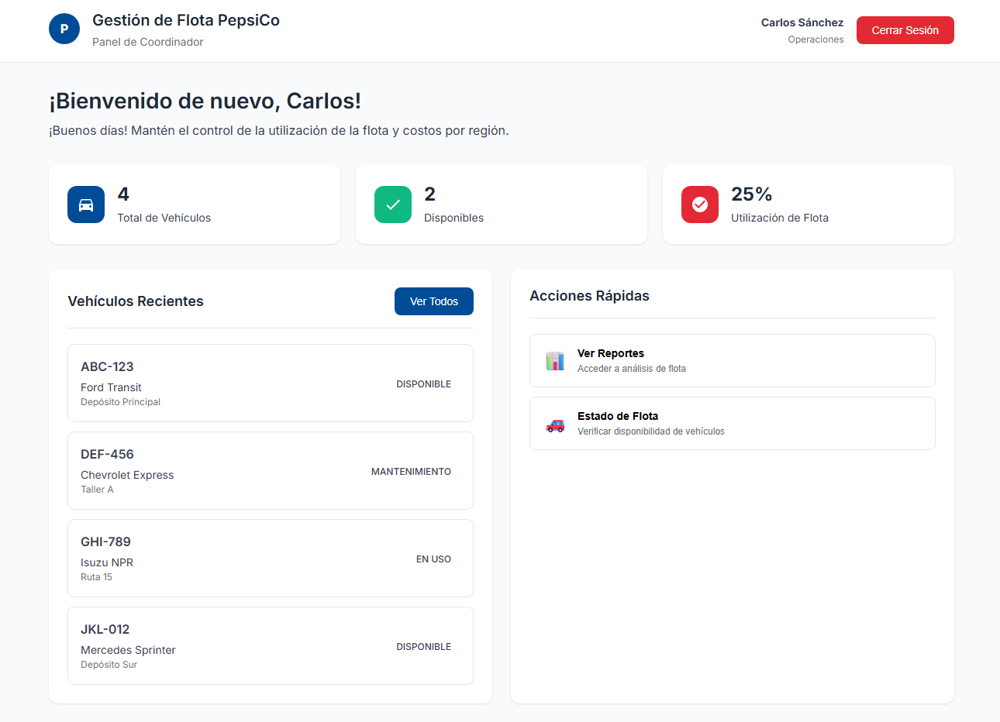 P
Gestión de Flota PepsiCo
Panel de Coordinador
Carlos Sánchez
Operaciones
Cerrar Sesión
¡Bienvenido de nuevo, Carlos!
¡Buenos días! Mantén el control de la utilización de la flota y costos por región.
4
Total de Vehículos
2
Disponibles
25%
Utilización de Flota
Vehículos Recientes
Ver Todos
ABC-123
Ford Transit
Depósito Principal
DISPONIBLE
DEF-456
Chevrolet Express
Taller A
MANTENIMIENTO
GHI-789
Isuzu NPR
Ruta 15
EN USO
JKL-012
Mercedes Sprinter
Depósito Sur
DISPONIBLE
Acciones Rápidas
Ver Reportes
Acceder a análisis de flota
Estado de Flota
Verificar disponibilidad de vehículos